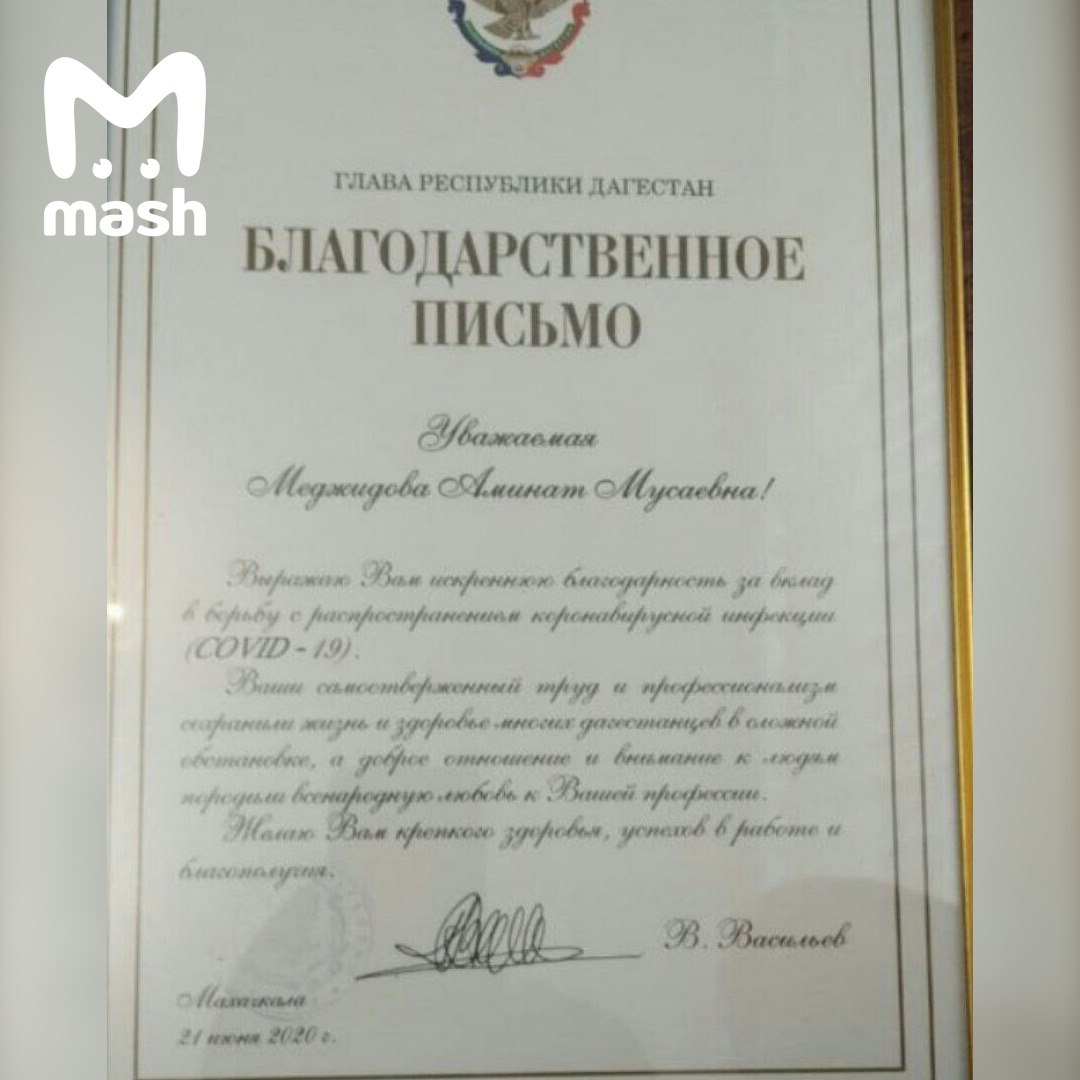 mash
ГЛАВА РЕСПУБЛИКИ ДАГЕСТАН
БЛАГОДАРСТВЕННОЕ
ПИСЬМО
Уважаемая
Меджидова Аминат Мусаевна!
Выражаю Вам искреннюю благодарность за вклад
в борьбу с распространением коронавирусной инфекции
(COVID - 19).
Ваши самоотверженный труд и профессионализм
сохранили жизнь и здоровье многих дагестанцев в сложной
обстановке, а доброе отношение и внимание к людям
породили всенародную любовь к Вашей профессии.
Желаю Вам крепкого здоровья, успехов в работе и
благополучия.
В. Васильев
Махачкала
21 июня 2020 г.